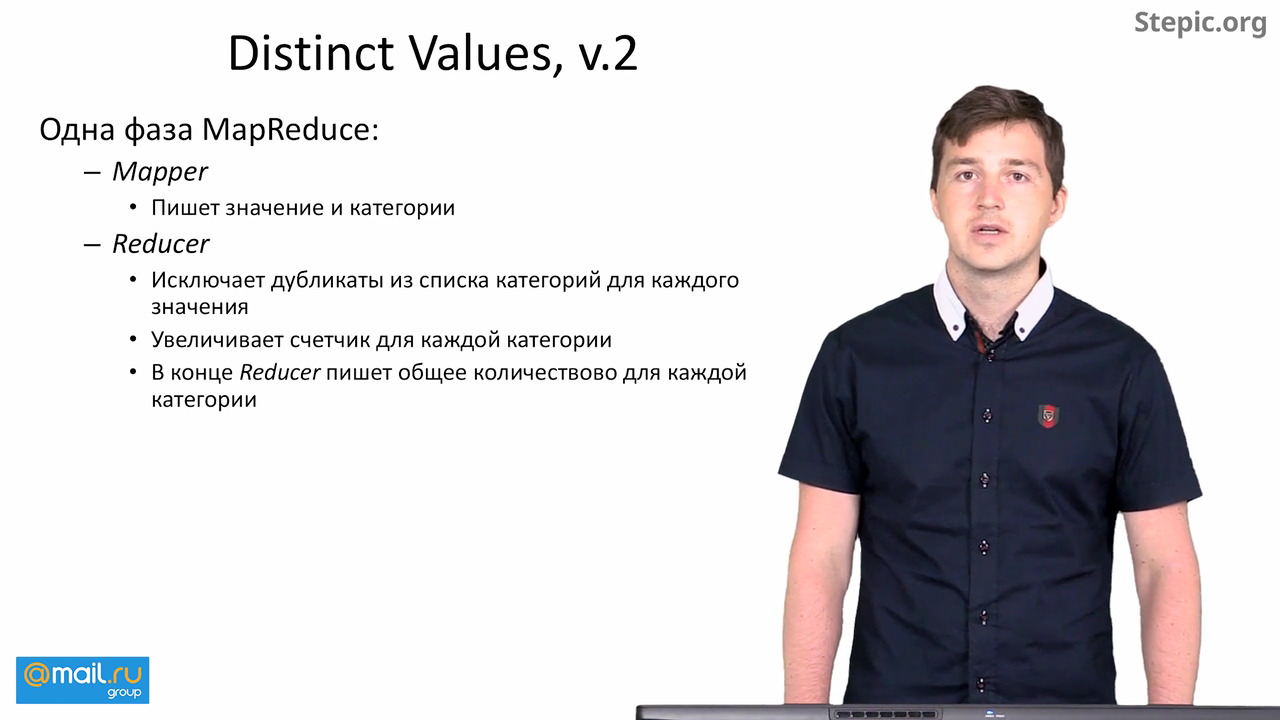 Stepic.org
Distinct Values, v.2
Одна фаза MapReduce:
– Mapper
• Пишет значение и категории
– Reducer
• Исключает дубликаты из списка категорий для каждого
значения
• Увеличивает счетчик для каждой категории
• В конце Reducer пишет общее количествово для каждой
категории
@mail.ru
group